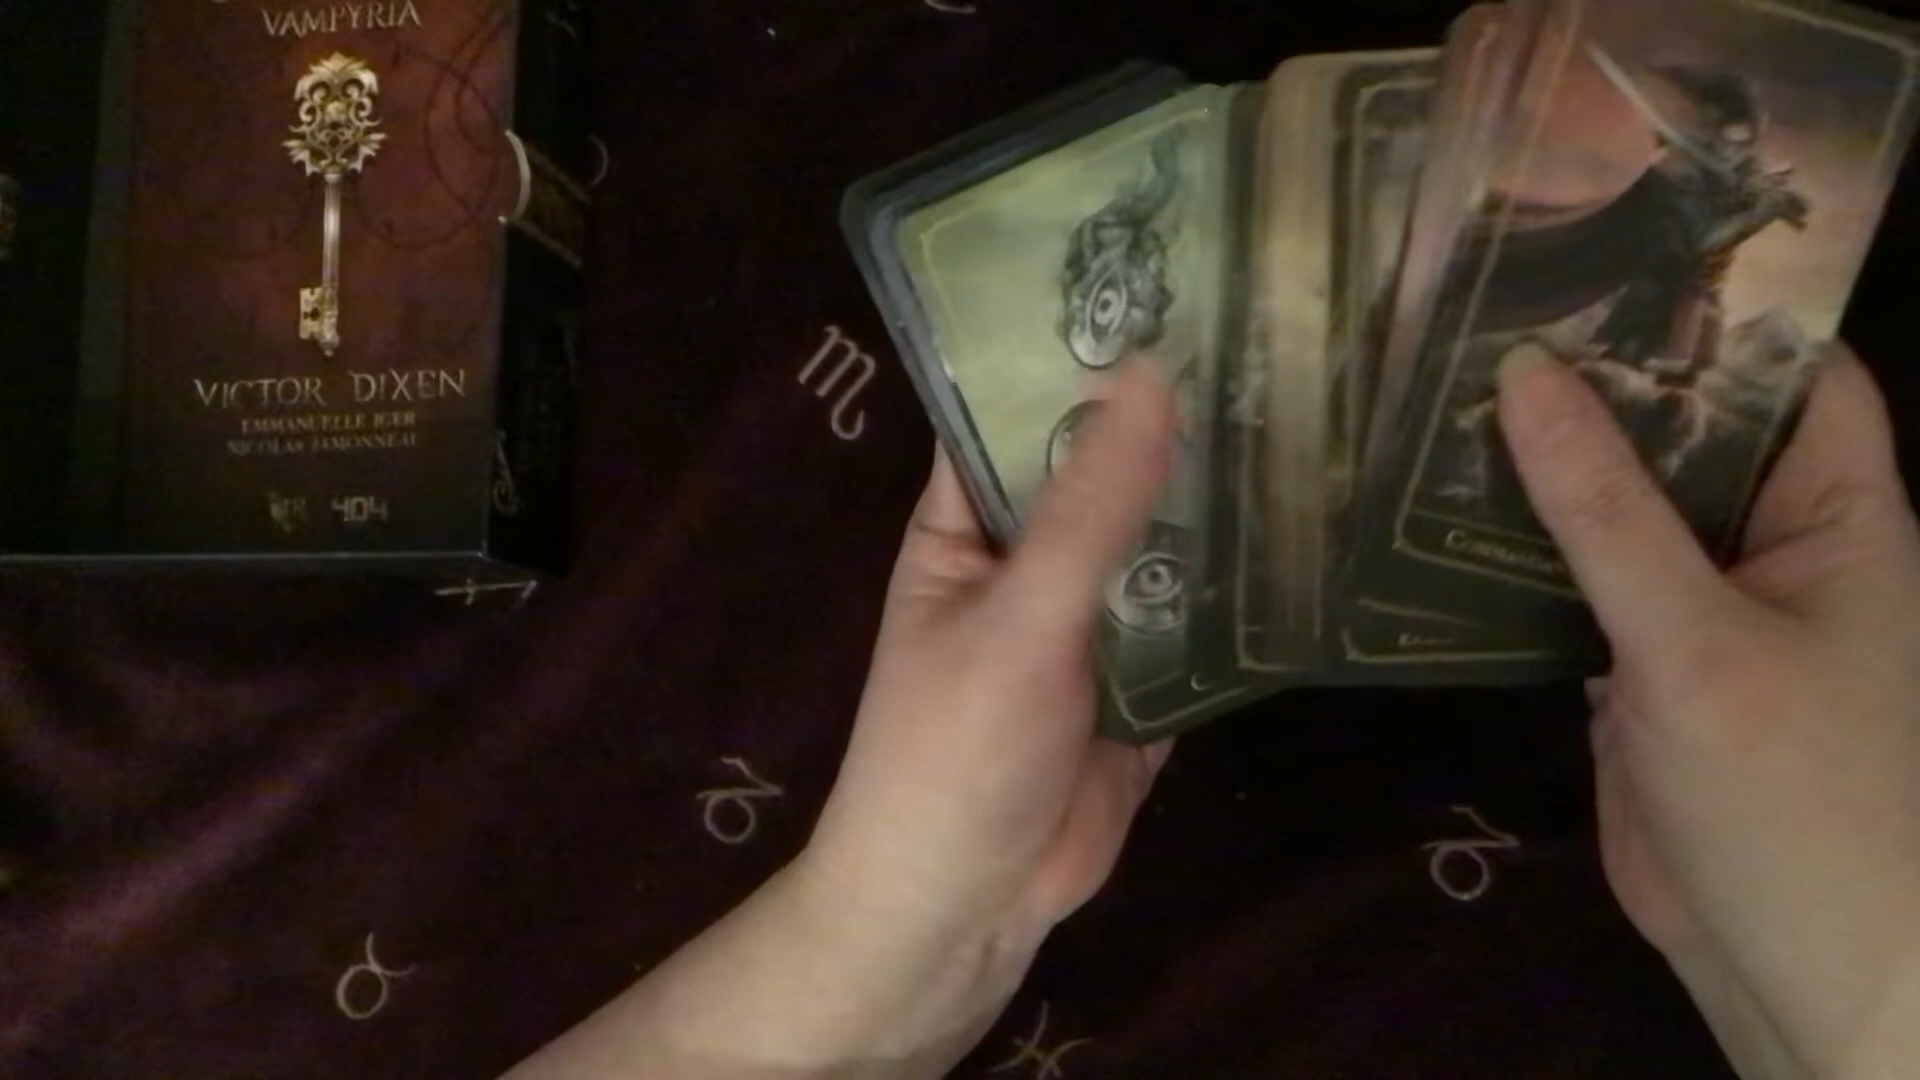 VAMPYRIA
VICTOR DIXEN
EMMANUELLE IGER
NICOLAS JAMONNEAU
404